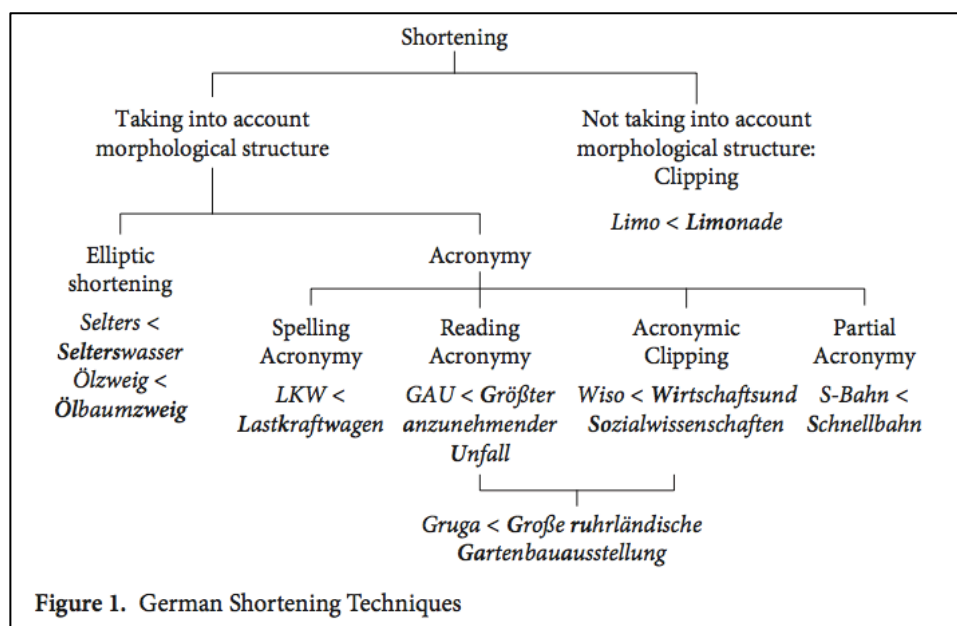 Shortening
Taking into account
morphological structure
Not taking into account
morphological structure:
Clipping
Limo < Limonade
Elliptic
shortening
Selters <
Selterswasser
Ölzweig <
Ölbaumzweig
Acronymy
Spelling
Acronymy
LKW <
Lastkraftwagen
Reading
Acronymy
GAU < Größter
anzunehmender
Unfall
Acronymic
Clipping
Wiso < Wirtschaftsund
Sozialwissenschaften
Partial
Acronymy
S-Bahn <
Schnellbahn
Gruga < Große ruhrländische
Gartenbauausstellung
Figure 1. German Shortening Techniques